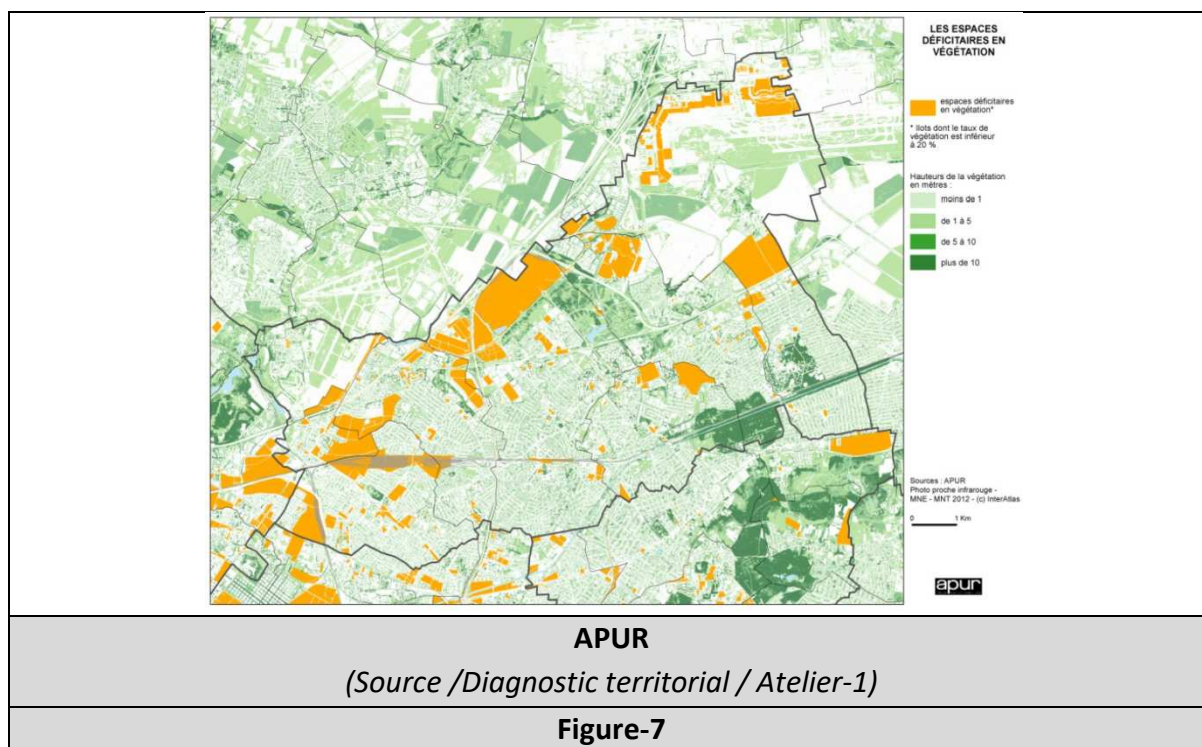 LES ESPACES
DÉFICITAIRES EN
VÉGÉTATION
espaces déficitaires
en végétation*
* Ilots dont le taux de
végétation est inférieur
à 20 %
Hauteurs de la végétation
en mètres :
moins de 1
de 1 à 5
de 5 à 10
plus de 10
Sources : APUR
Photo proche infrarouge -
MNE - MNT 2012 - (c) InterAtlas
0 1 Km
apur
APUR
(Source /Diagnostic territorial / Atelier-1)
Figure-7